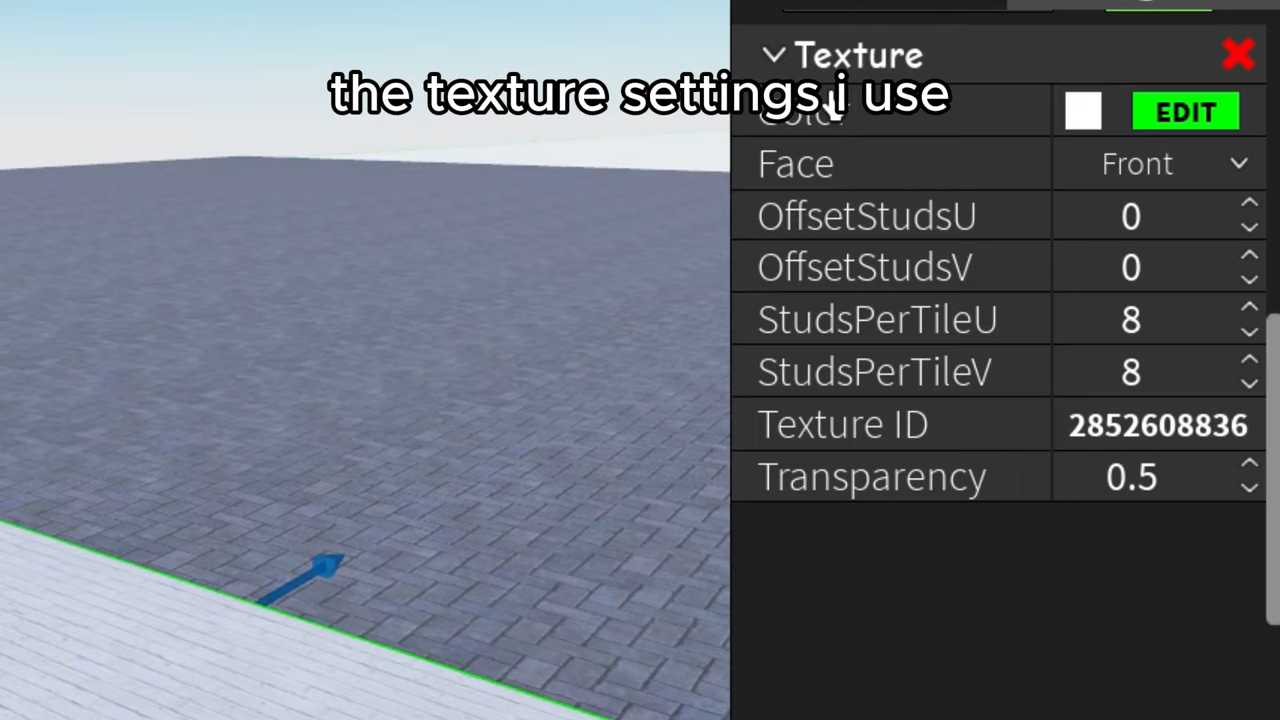 Texture
the texture settings i use
Color
EDIT
Face
Front
OffsetStudsU
0
OffsetStudsV
0
StudsPerTileU
8
StudsPerTileV
8
Texture ID
2852608836
Transparency
0.5